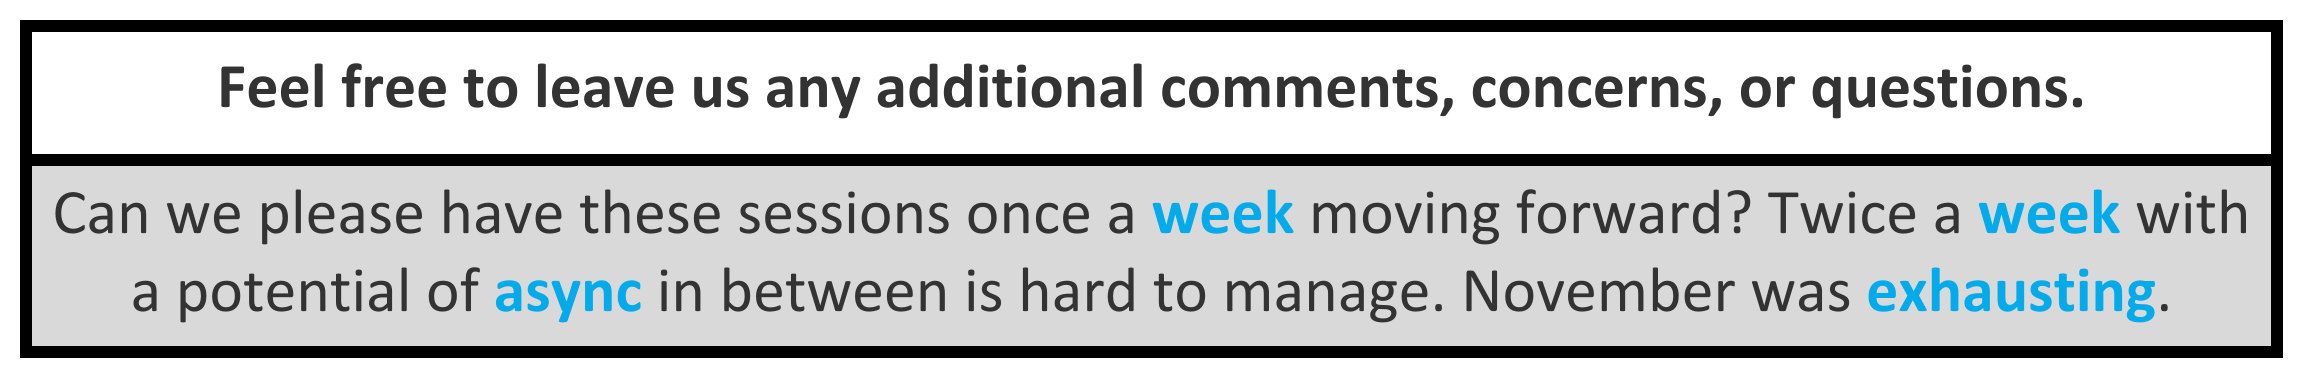 Feel free to leave us any additional comments, concerns, or questions.
Can we please have these sessions once a week moving forward? Twice a week with
a potential of async in between is hard to manage. November was exhausting.